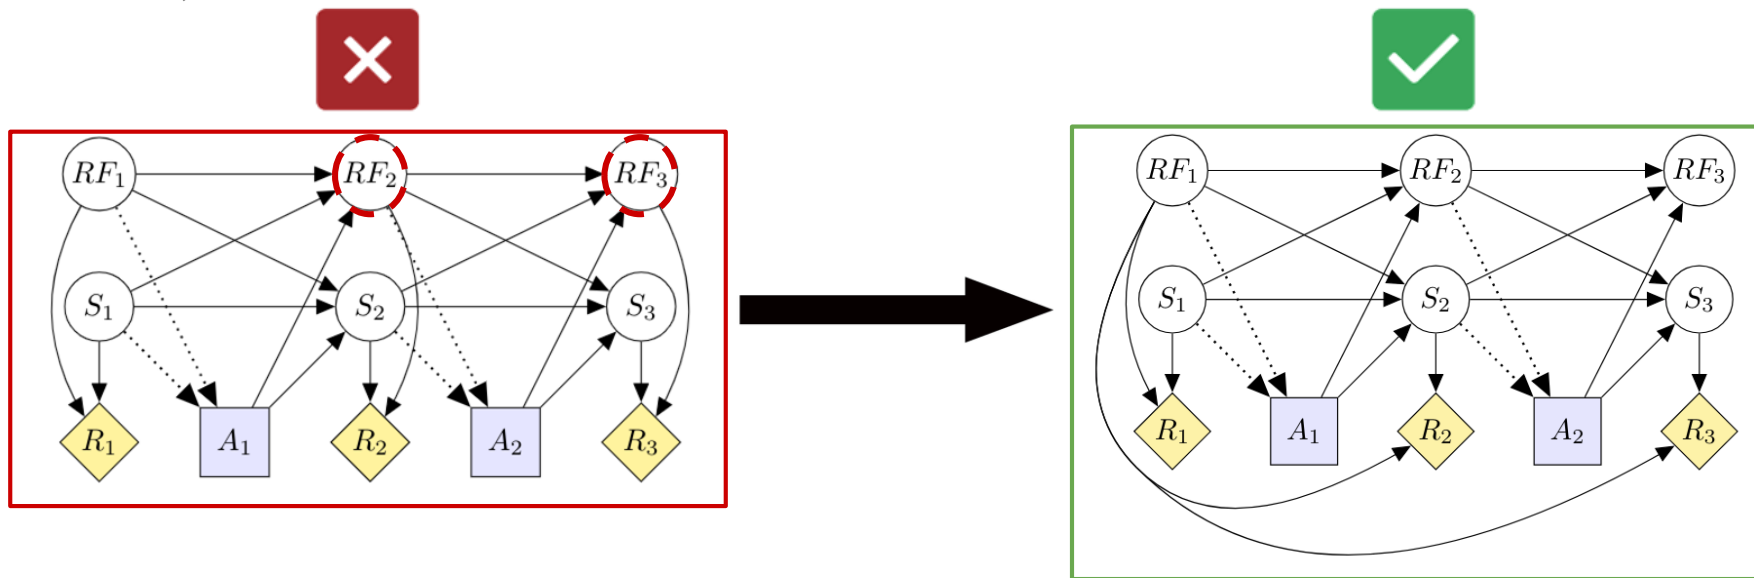 RF₁ RF₂ RF₃
S₁ S₂ S₃
R₁ A₁ R₂ A₂ R₃
RF₁ RF₂ RF₃
S₁ S₂ S₃
R₁ A₁ R₂ A₂ R₃